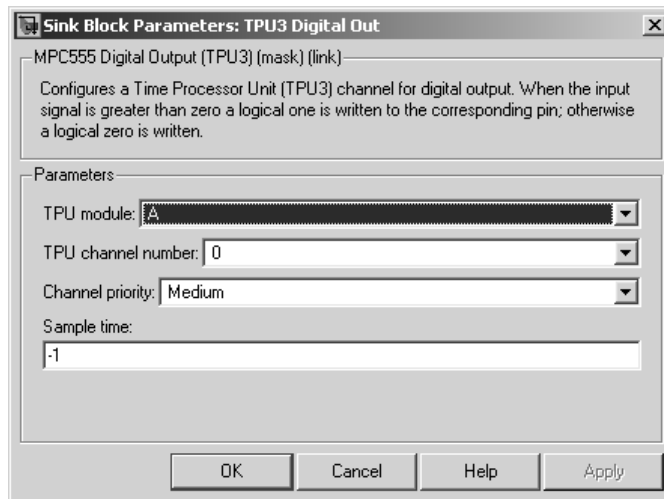 Sink Block Parameters: TPU3 Digital Out
MPC555 Digital Output (TPU3) (mask) (link)
Configures a Time Processor Unit (TPU3) channel for digital output. When the input
signal is greater than zero a logical one is written to the corresponding pin; otherwise
a logical zero is written.
Parameters
TPU module: A
TPU channel number: 0
Channel priority: Medium
Sample time:
-1
OK Cancel Help Apply